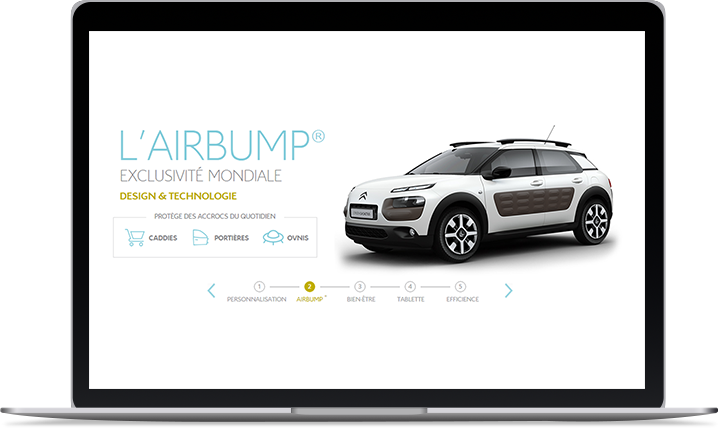 L'AIRBUMP®
EXCLUSIVITÉ MONDIALE
DESIGN & TECHNOLOGIE
PROTÈGE DES ACCROCS DU QUOTIDIEN
CADDIES PORTIÈRES OVNIS
1 2 3 4 5
PERSONNALISATION AIRBUMP® BIEN-ÊTRE TABLETTE EFFICIENCE